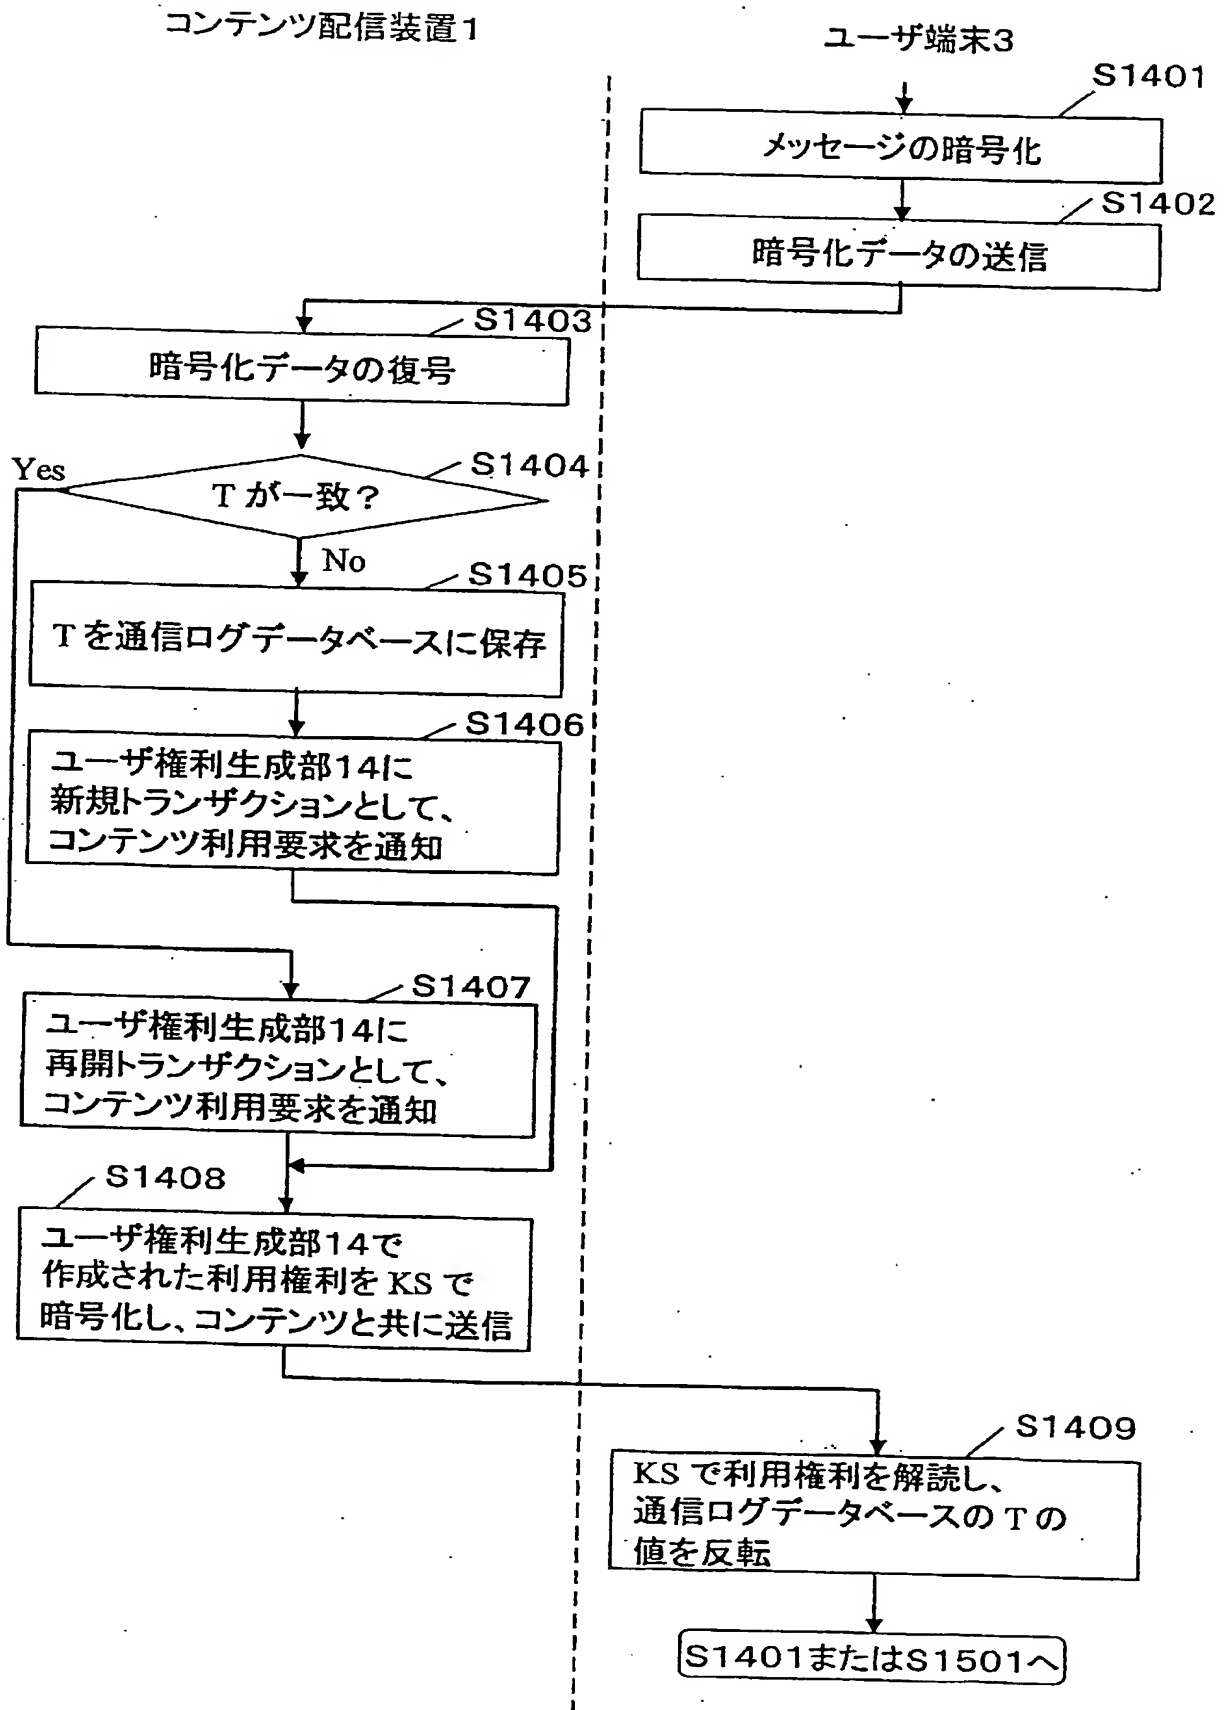 コンテンツ配信装置1
ユーザ端末3
S1401
メッセージの暗号化
S1402
暗号化データの送信
S1403
暗号化データの復号
S1404
Yes
Tが一致?
No
S1405
Tを通信ログデータベースに保存
S1406
ユーザ権利生成部14に
新規トランザクションとして、
コンテンツ利用要求を通知
S1407
ユーザ権利生成部14に
再開トランザクションとして、
コンテンツ利用要求を通知
S1408
ユーザ権利生成部14で
作成された利用権利をKSで
暗号化し、コンテンツと共に送信
S1409
KSで利用権利を解読し、
通信ログデータベースのTの
値を反転
S1401またはS1501へ